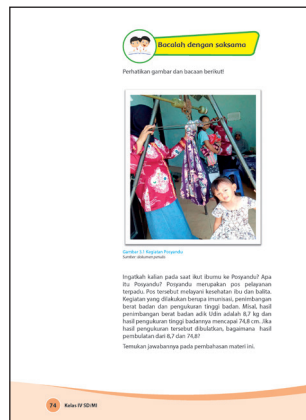 Bacalah dengan saksama
Perhatikan gambar dan bacaan berikut!
Gambar 3.1 Kegiatan Posyandu
Sumber: dokumen penulis
Ingatkah kalian pada saat ikut ibumu ke Posyandu? Apa
itu Posyandu? Posyandu merupakan pos pelayanan
terpadu. Pos tersebut melayani kesehatan ibu dan balita.
Kegiatan yang dilakukan berupa imunisasi, penimbangan
berat badan dan pengukuran tinggi badan. Misal, hasil
penimbangan berat badan adik Udin adalah 8,7 kg dan
hasil pengukuran tinggi badannya mencapai 74,8 cm. Jika
hasil pengukuran tersebut dibulatkan, bagaimana hasil
pembulatan dari 8,7 dan 74,8?
Temukan jawabannya pada pembahasan materi ini.
74 Kelas IV SD/MI